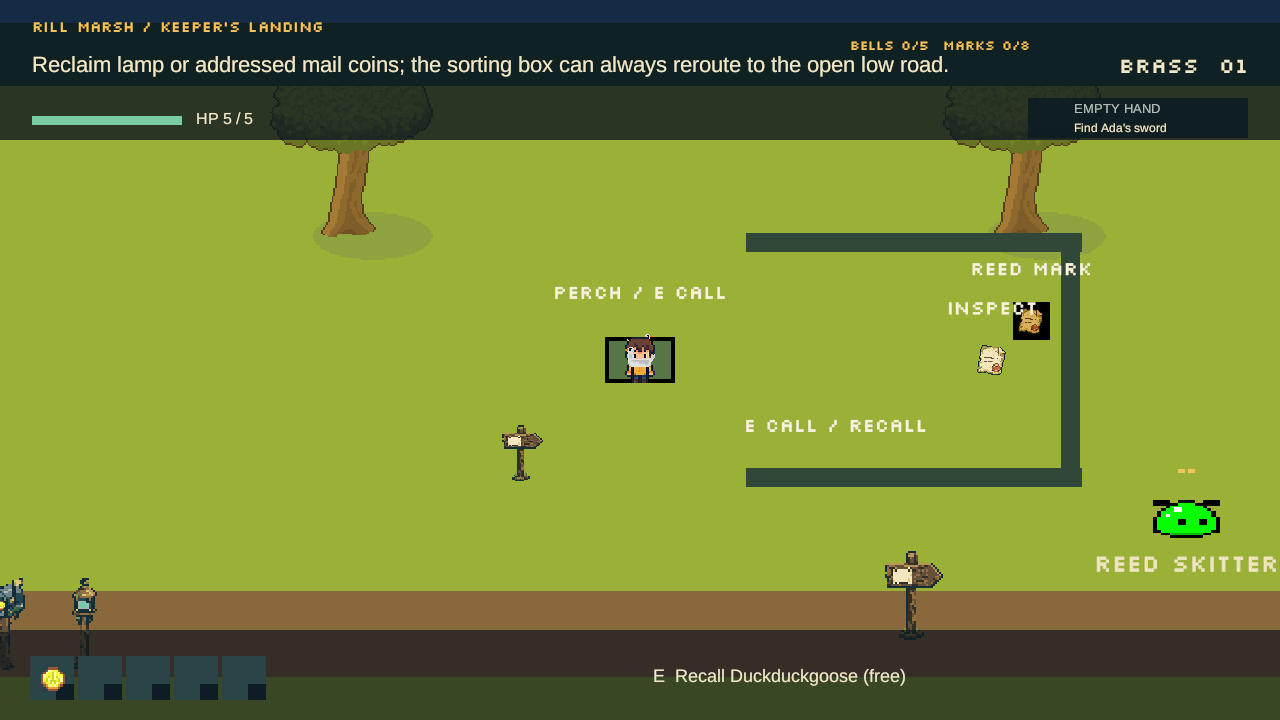 RILL MARSH / KEEPER'S LANDING
BELLS 0/5 MARKS 0/8
Reclaim lamp or addressed mail coins; the sorting box can always reroute to the open low road.
BRASS 01
HP 5 / 5
EMPTY HAND
Find Ada's sword
REED MARK
PERCH / E CALL
INSPECT
E CALL / RECALL
REED SKITTER
E Recall Duckduckgoose (free)